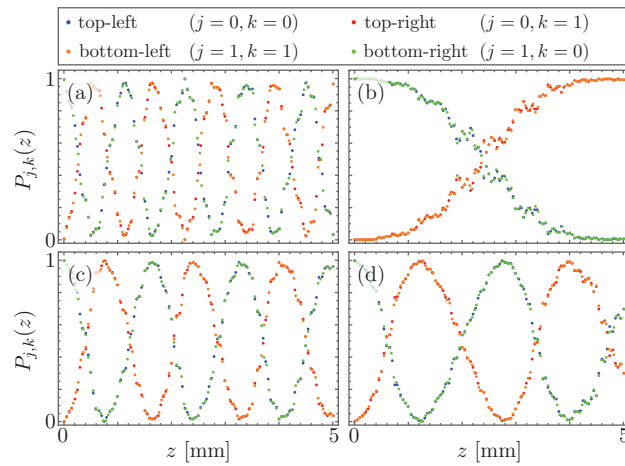 top-left (j = 0, k = 0) top-right (j = 0, k = 1)
bottom-left (j = 1, k = 1) bottom-right (j = 1, k = 0)
1 (a) (b)
P_{j,k}(z)
0
1 (c) (d)
P_{j,k}(z)
0
0 5 0 5
z [mm] z [mm]